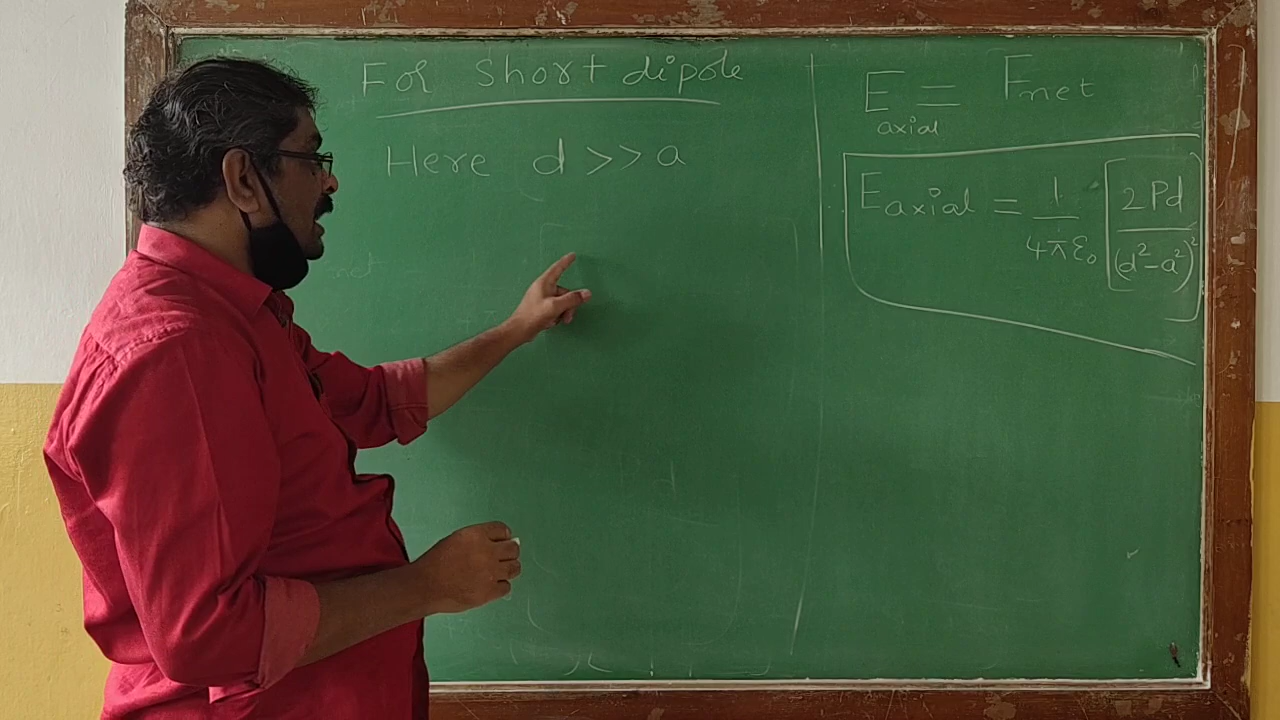 For Short dipole
Here d >> a
E axial = Fnet
Eaxial = 1/4πε₀ [2Pd/(d²-a²)²]